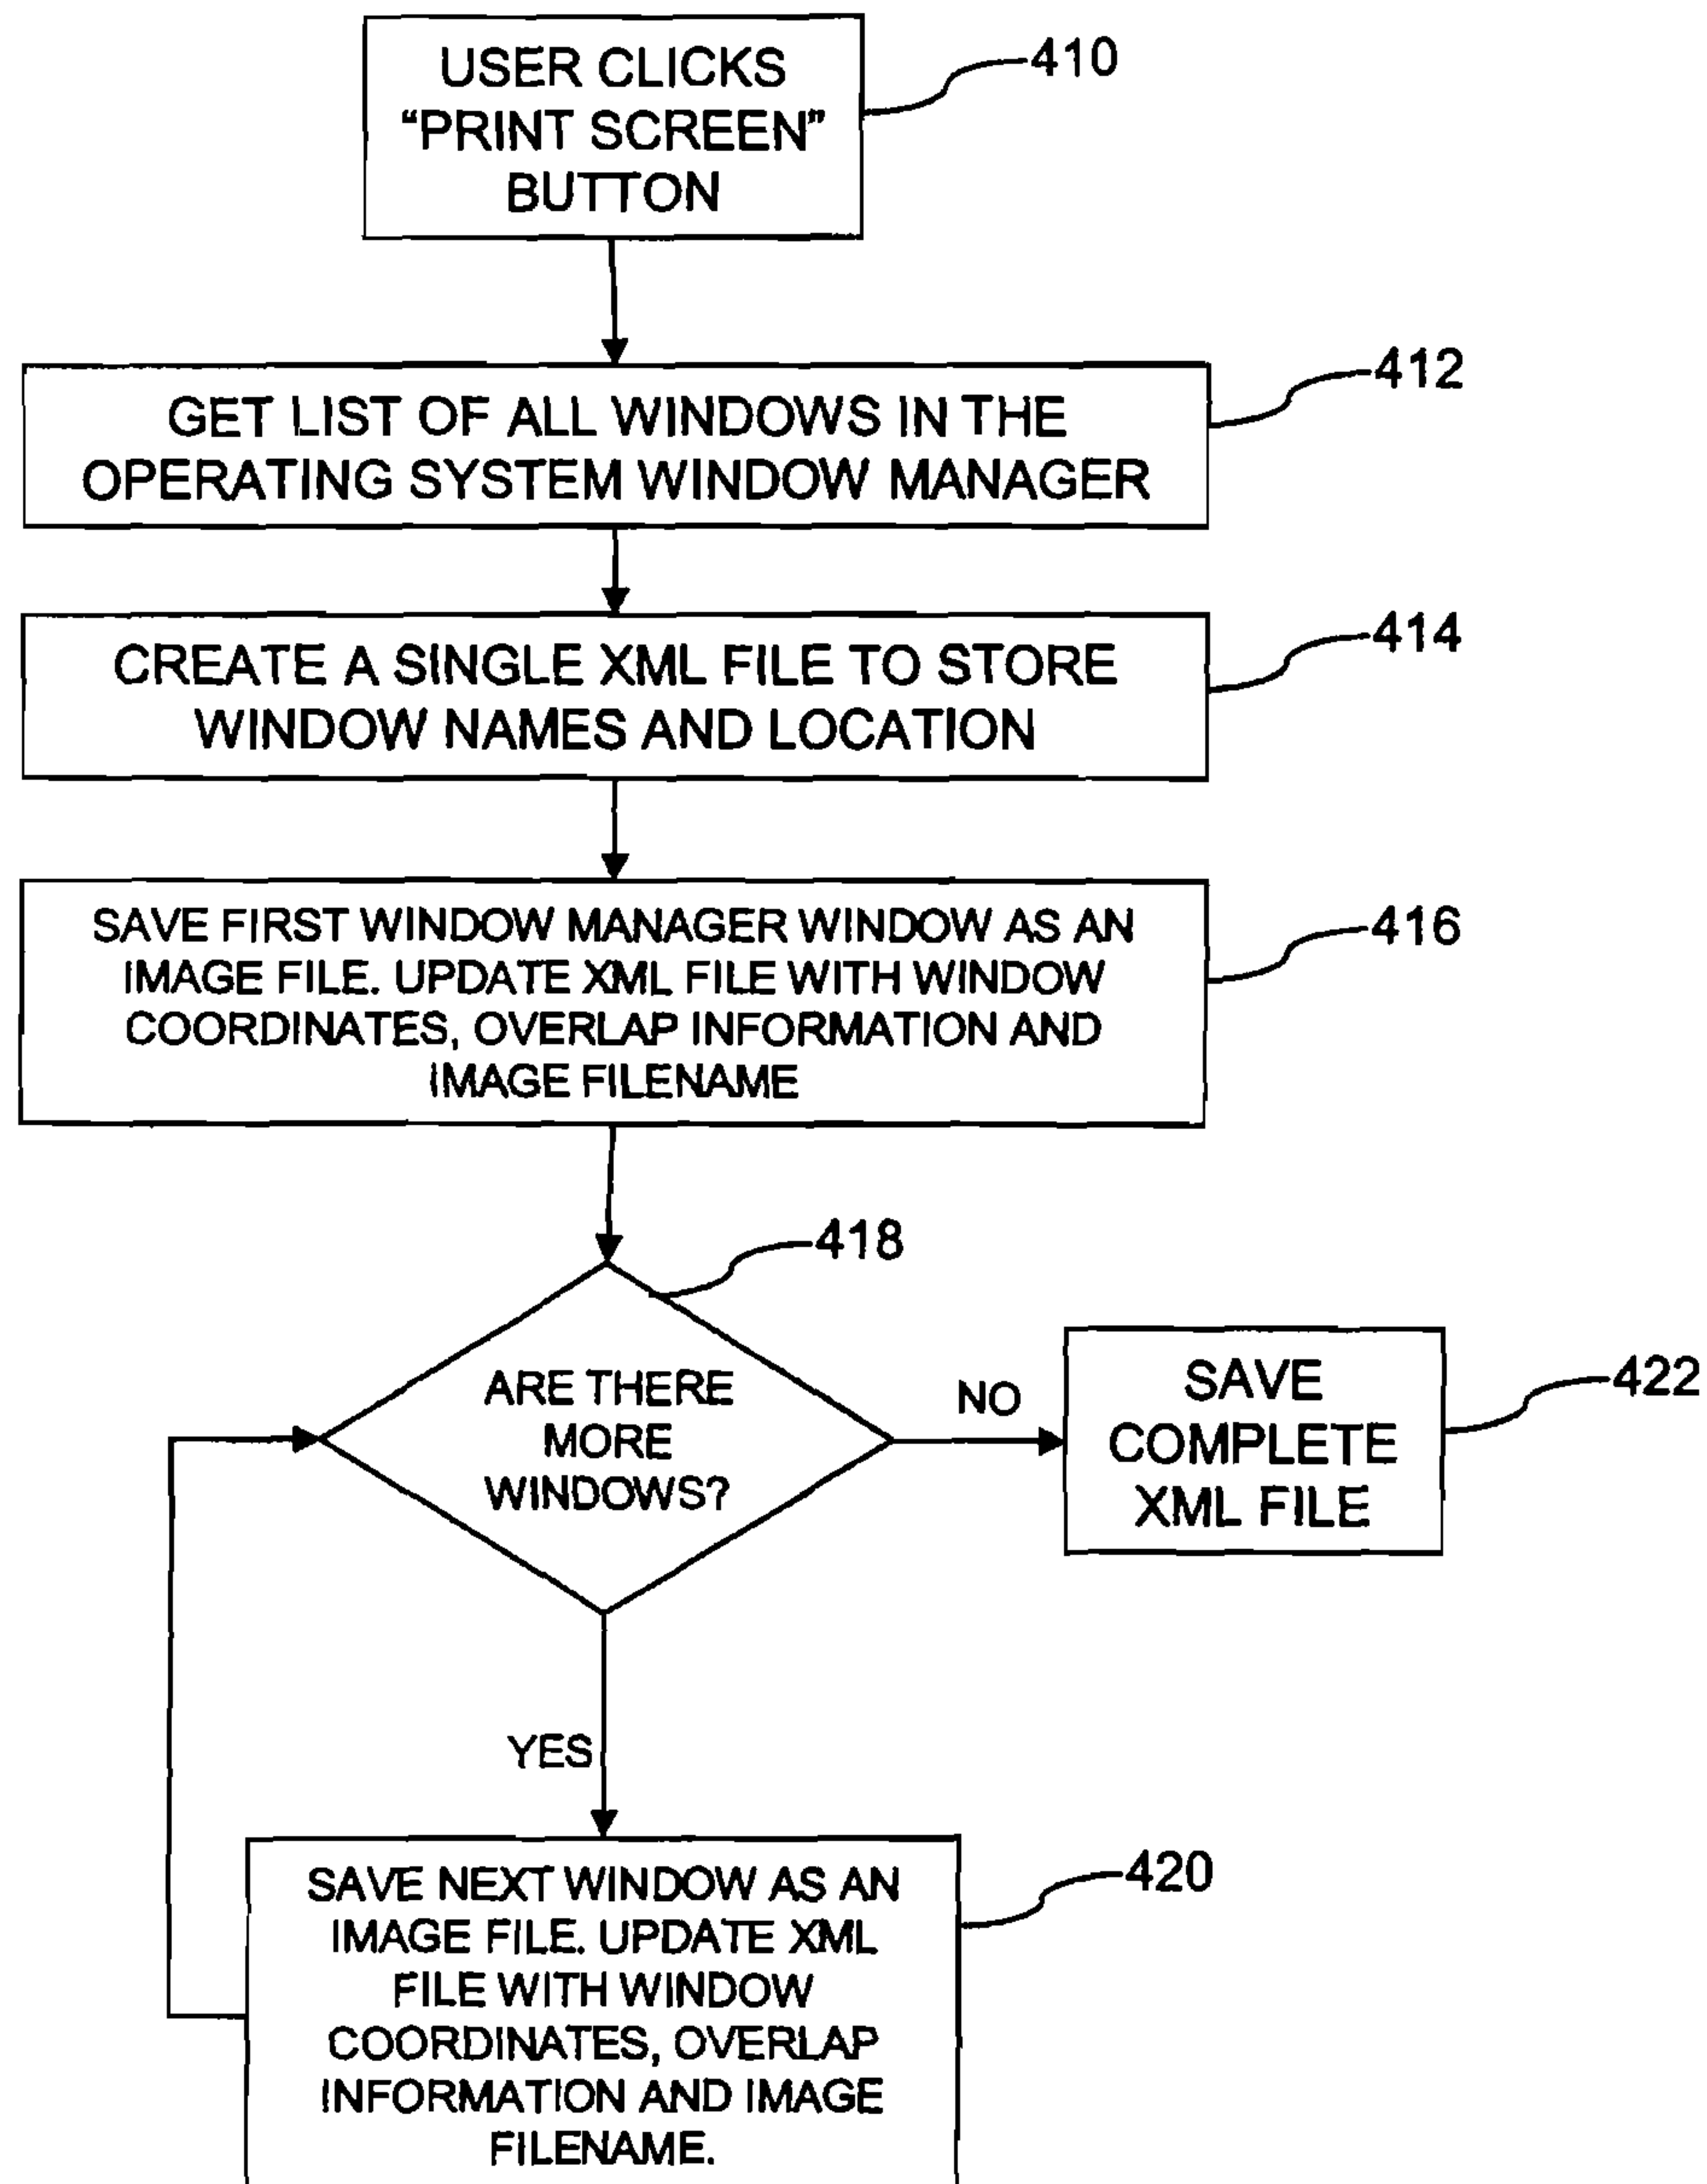 USER CLICKS
“PRINT SCREEN”
BUTTON
410
GET LIST OF ALL WINDOWS IN THE
OPERATING SYSTEM WINDOW MANAGER
412
CREATE A SINGLE XML FILE TO STORE
WINDOW NAMES AND LOCATION
414
SAVE FIRST WINDOW MANAGER WINDOW AS AN
IMAGE FILE. UPDATE XML FILE WITH WINDOW
COORDINATES, OVERLAP INFORMATION AND
IMAGE FILENAME
416
418
ARE THERE
MORE
WINDOWS?
NO
SAVE
COMPLETE
XML FILE
422
YES
SAVE NEXT WINDOW AS AN
IMAGE FILE. UPDATE XML
FILE WITH WINDOW
COORDINATES, OVERLAP
INFORMATION AND IMAGE
FILENAME.
420